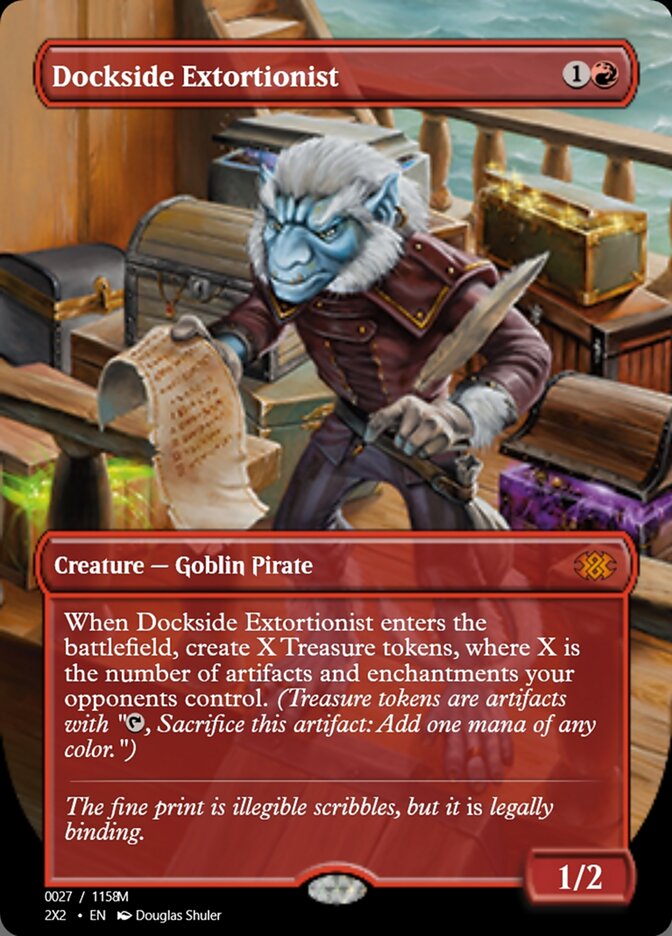 Dockside Extortionist 1
Creature — Goblin Pirate
When Dockside Extortionist enters the
battlefield, create X Treasure tokens, where X is
the number of artifacts and enchantments your
opponents control. (Treasure tokens are artifacts
with ", Sacrifice this artifact: Add one mana of any
color.")
The fine print is illegible scribbles, but it is legally
binding.
1/2
0027 / 1158M
2X2 • EN Douglas Shuler